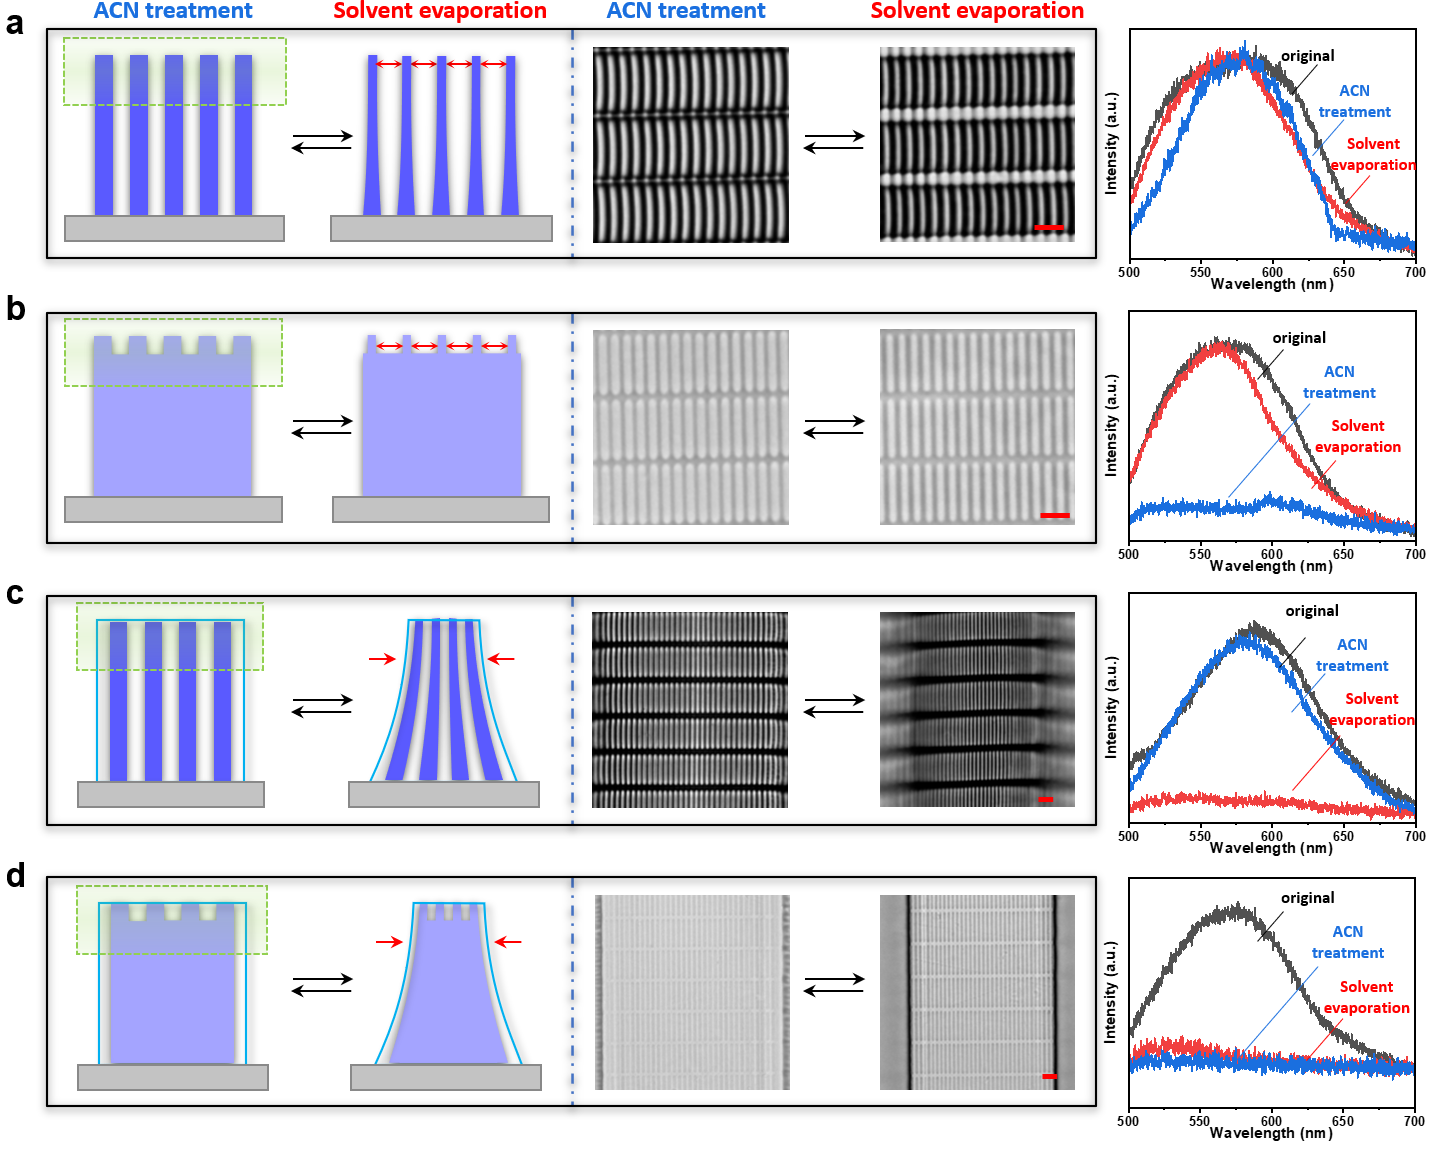 ACN treatment
Solvent evaporation
ACN treatment
Solvent evaporation
a
original
ACN
treatment
Solvent
evaporation
Intensity (a.u.)
500
550
600
650
700
Wavelength (nm)
b
original
ACN
treatment
Solvent
evaporation
Intensity (a.u.)
500
550
600
650
700
Wavelength (nm)
c
original
ACN
treatment
Solvent
evaporation
Intensity (a.u.)
500
550
600
650
700
Wavelength (nm)
d
original
ACN
treatment
Solvent
evaporation
Intensity (a.u.)
500
550
600
650
700
Wavelength (nm)